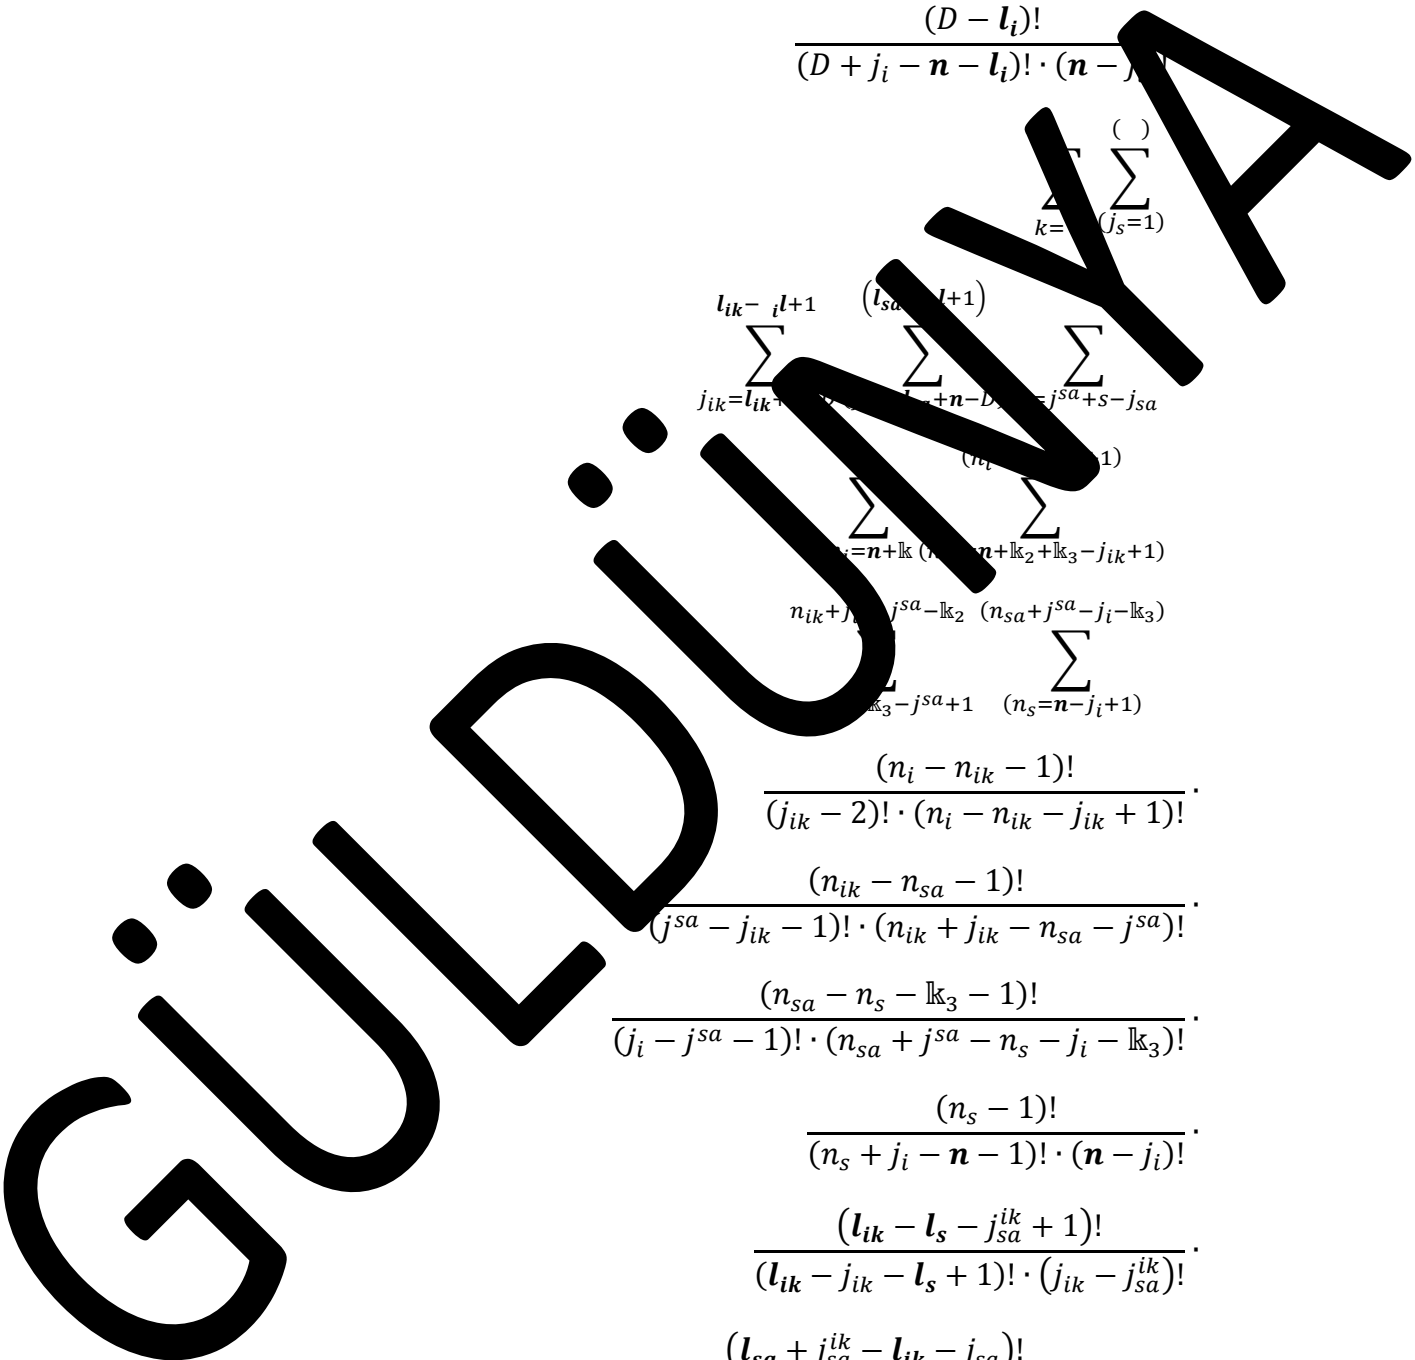 (D − l_i)!
(D + j_i − n − l_i)! · (n − j
( )
∑ ∑
k= (j_s=1)
l_ik− _il+1 (l_sa l+1)
∑ ∑ ∑
j_ik=l_ik+ +n−D =j^sa+s−j_sa
(n_i 1)
∑ ∑
=n+𝕜 ( n+𝕜_2+𝕜_3−j_ik+1)
n_ik+j j^sa−𝕜_2 (n_sa+j^sa−j_i−𝕜_3)
∑
𝕜_3−j^sa+1 (n_s=n−j_i+1)
(n_i − n_ik − 1)!
(j_ik − 2)! · (n_i − n_ik − j_ik + 1)! ·
(n_ik − n_sa − 1)!
(j^sa − j_ik − 1)! · (n_ik + j_ik − n_sa − j^sa)! ·
(n_sa − n_s − 𝕜_3 − 1)!
(j_i − j^sa − 1)! · (n_sa + j^sa − n_s − j_i − 𝕜_3)! ·
(n_s − 1)!
(n_s + j_i − n − 1)! · (n − j_i)! ·
(l_ik − l_s − j_sa^ik + 1)!
(l_ik − j_ik − l_s + 1)! · (j_ik − j_sa^ik)! ·
(l_sa + j_sa^ik − l_ik − j_sa)!
GÜLDÜNYA